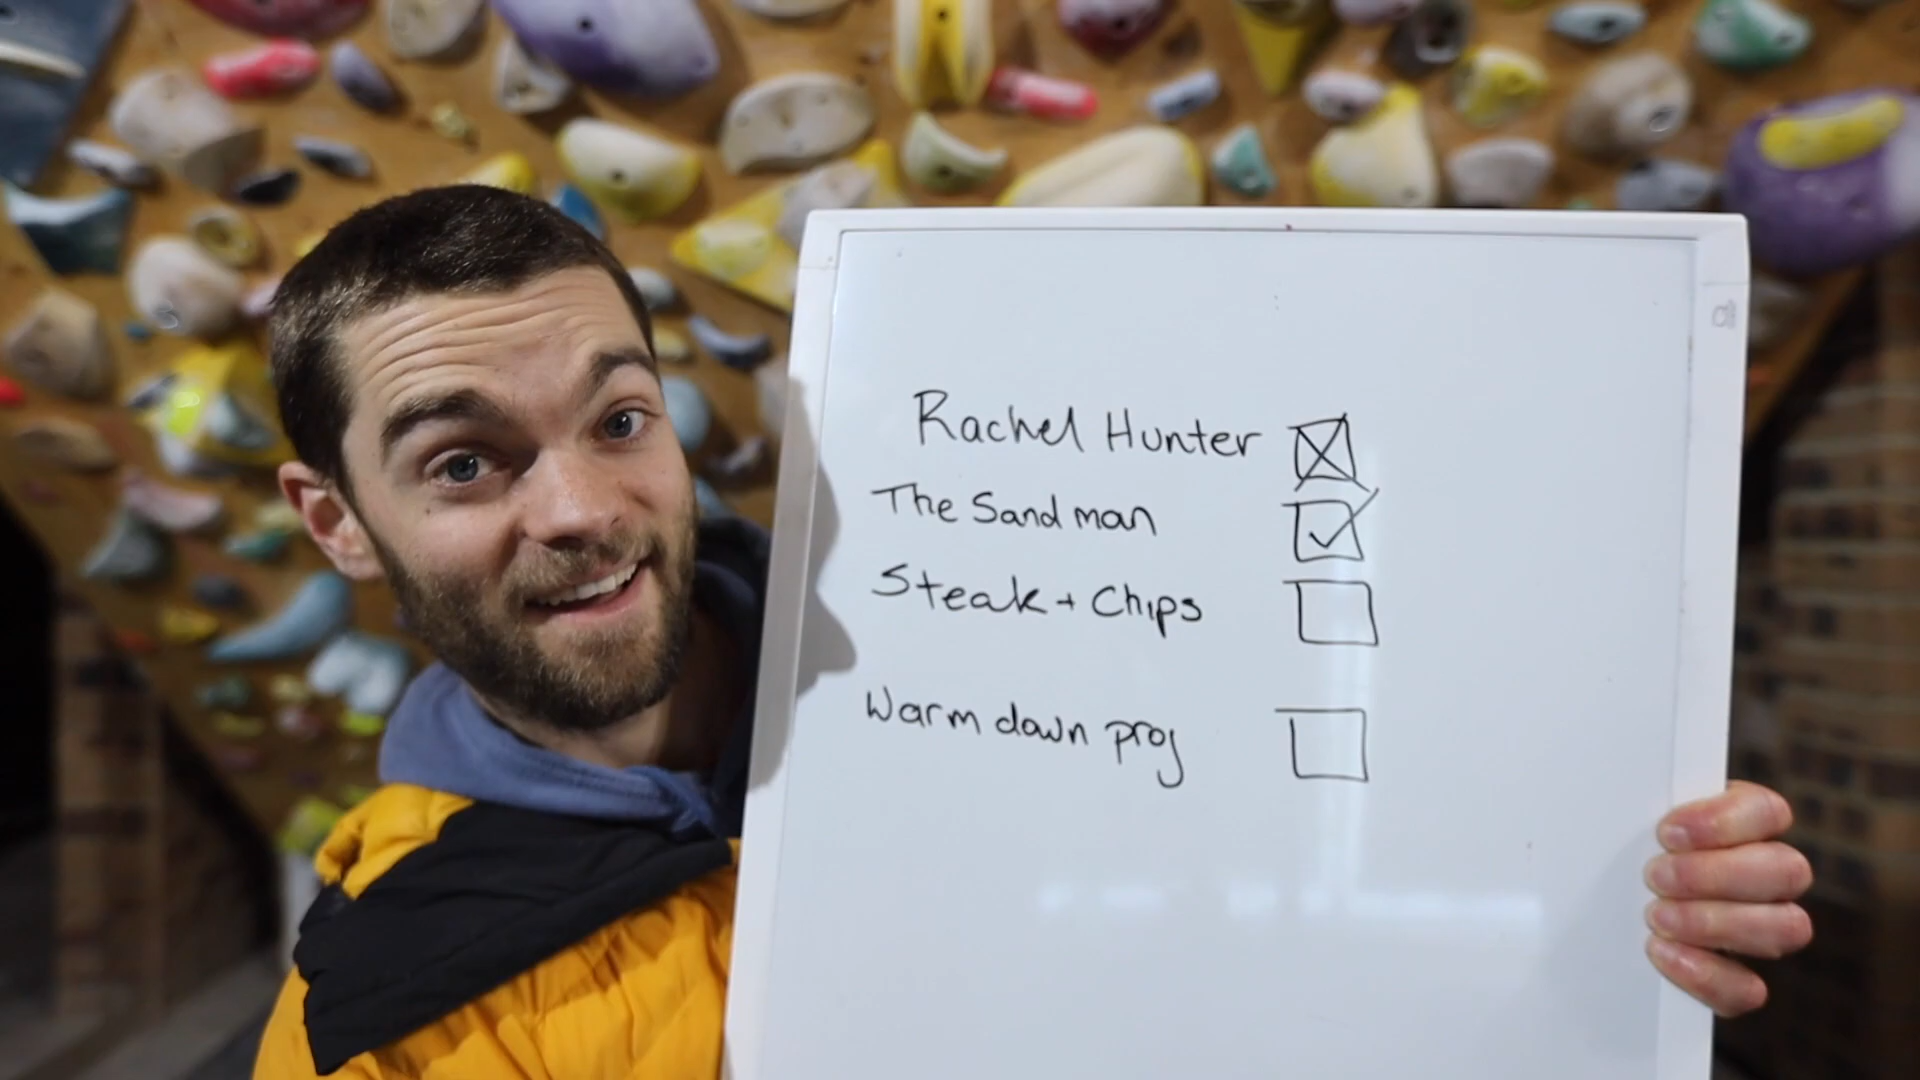 Rachel Hunter ☒
The Sandman ☑
Steak + Chips ☐
Warm down proj ☐